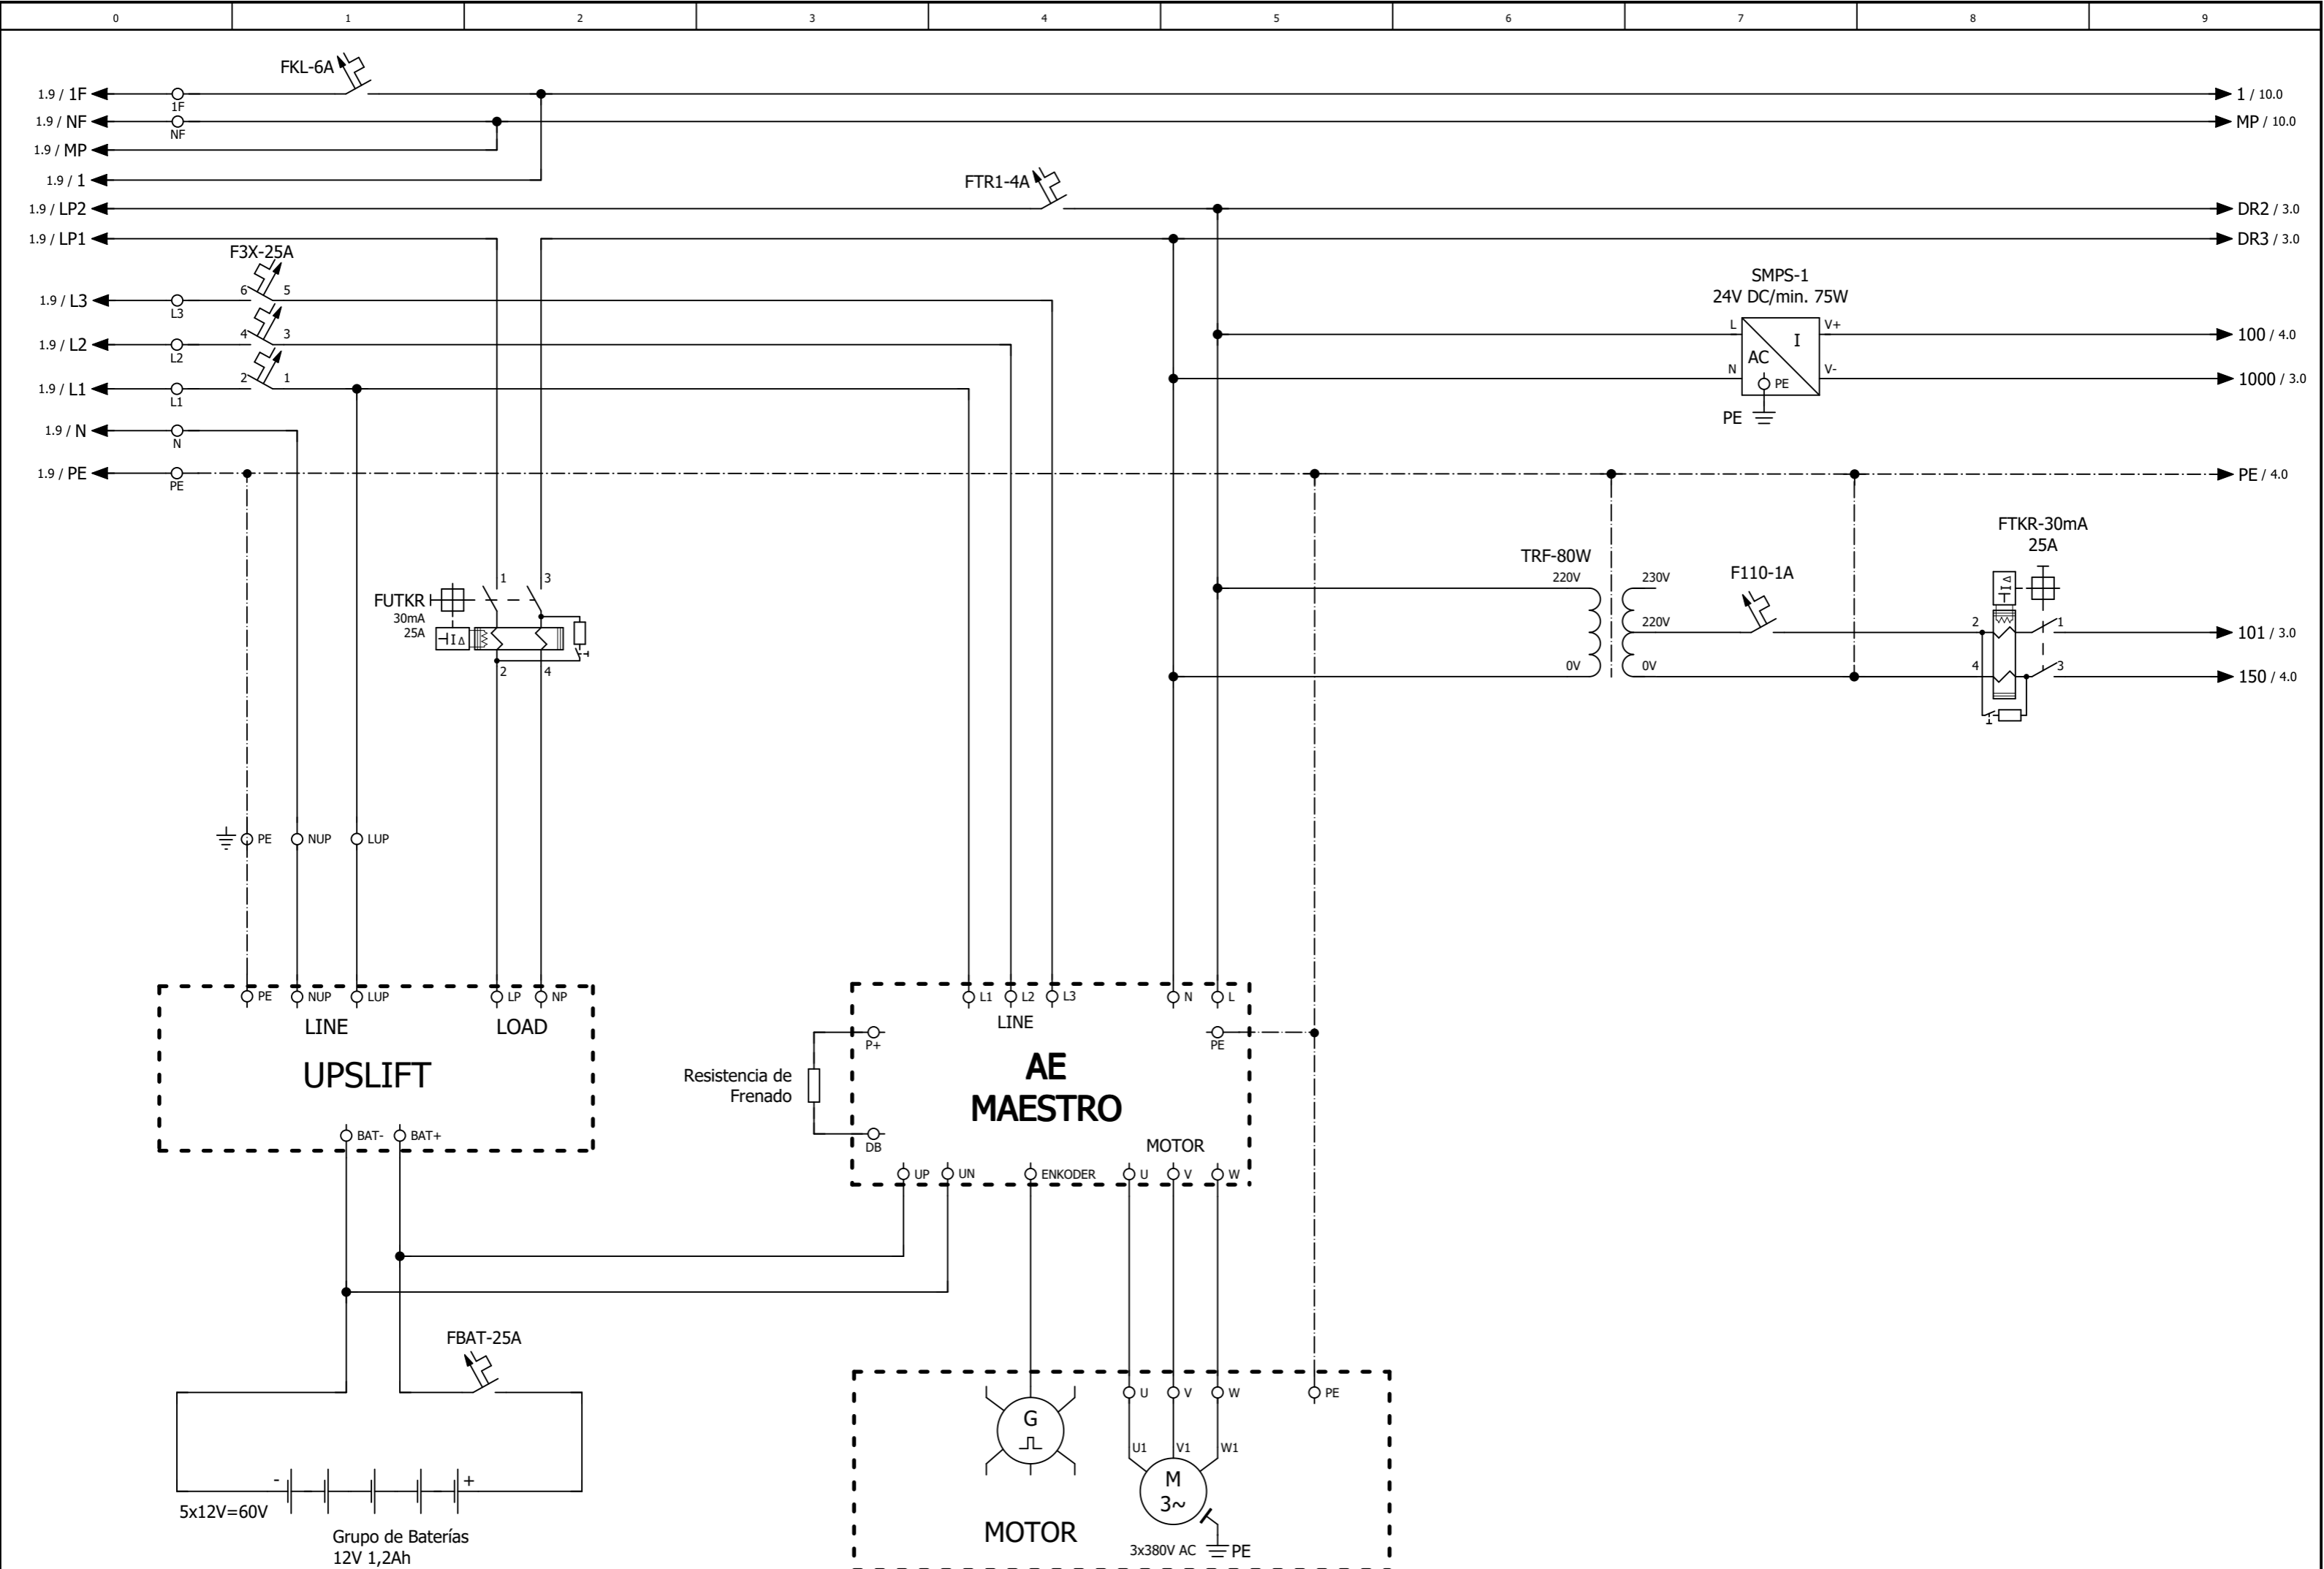 0 1 2 3 4 5 6 7 8 9
FKL-6A
1.9 / 1F
1F
1 / 10.0
1.9 / NF
NF
MP / 10.0
1.9 / MP
1.9 / 1
FTR1-4A
1.9 / LP2
DR2 / 3.0
1.9 / LP1
DR3 / 3.0
F3X-25A
1.9 / L3
L3
6 5
1.9 / L2
L2
4 3
1.9 / L1
L1
2 1
1.9 / N
N
1.9 / PE
PE
SMPS-1
24V DC/min. 75W
L
V+
I
AC
N
V-
PE
PE
100 / 4.0
1000 / 3.0
PE / 4.0
FUTKR
30mA
25A
I Δ
1 3
2 4
TRF-80W
220V
0V
230V
220V
0V
F110-1A
FTKR-30mA
25A
I Δ
2 1
4 3
101 / 3.0
150 / 4.0
PE NUP LUP
PE NUP LUP LP NP
LINE LOAD
UPSLIFT
BAT- BAT+
L1 L2 L3 N L
LINE
P+
PE
AE
MAESTRO
Resistencia de
Frenado
DB
MOTOR
UP UN ENKODER U V W
FBAT-25A
- +
5x12V=60V
Grupo de Baterías
12V 1,2Ah
U V W PE
G
U1 V1 W1
M
3~
MOTOR
3x380V AC
PE